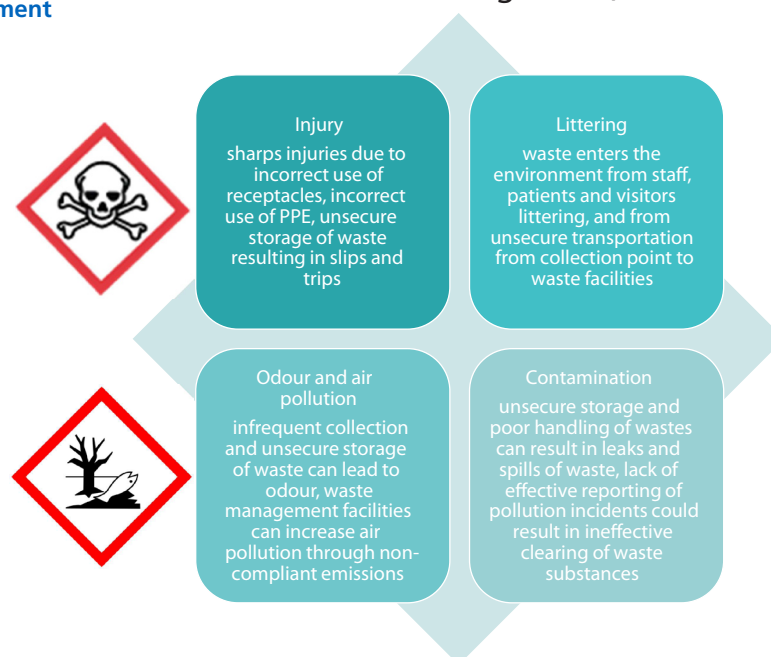 Injury
sharps injuries due to
incorrect use of
receptacles, incorrect
use of PPE, unsecure
storage of waste
resulting in slips and
trips
Littering
waste enters the
environment from staff,
patients and visitors
littering, and from
unsecure transportation
from collection point to
waste facilities
Odour and air
pollution
infrequent collection
and unsecure storage
of waste can lead to
odour, waste
management facilities
can increase air
pollution through non-
compliant emissions
Contamination
unsecure storage and
poor handling of wastes
can result in leaks and
spills of waste, lack of
effective reporting of
pollution incidents could
result in ineffective
clearing of waste
substances